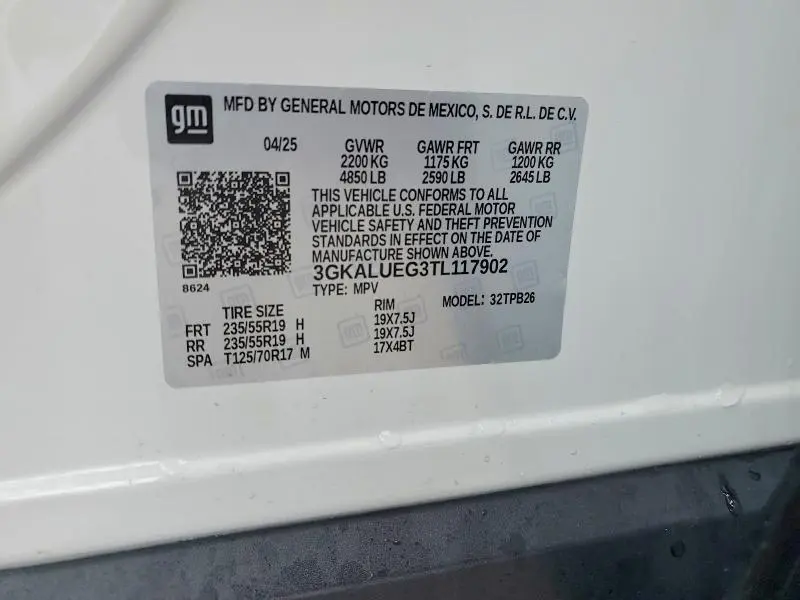 gm
MFD BY GENERAL MOTORS DE MEXICO, S. DE R.L. DE C.V.
04/25 GVWR GAWR FRT GAWR RR
2200 KG 1175 KG 1200 KG
4850 LB 2590 LB 2645 LB
THIS VEHICLE CONFORMS TO ALL
APPLICABLE U.S. FEDERAL MOTOR
VEHICLE SAFETY AND THEFT PREVENTION
STANDARDS IN EFFECT ON THE DATE OF
MANUFACTURE SHOWN ABOVE.
3GKALUEG3TL117902
8624
TYPE: MPV MODEL: 32TPB26
TIRE SIZE RIM
FRT 235/55R19 H 19X7.5J
RR 235/55R19 H 19X7.5J
SPA T125/70R17 M 17X4BT